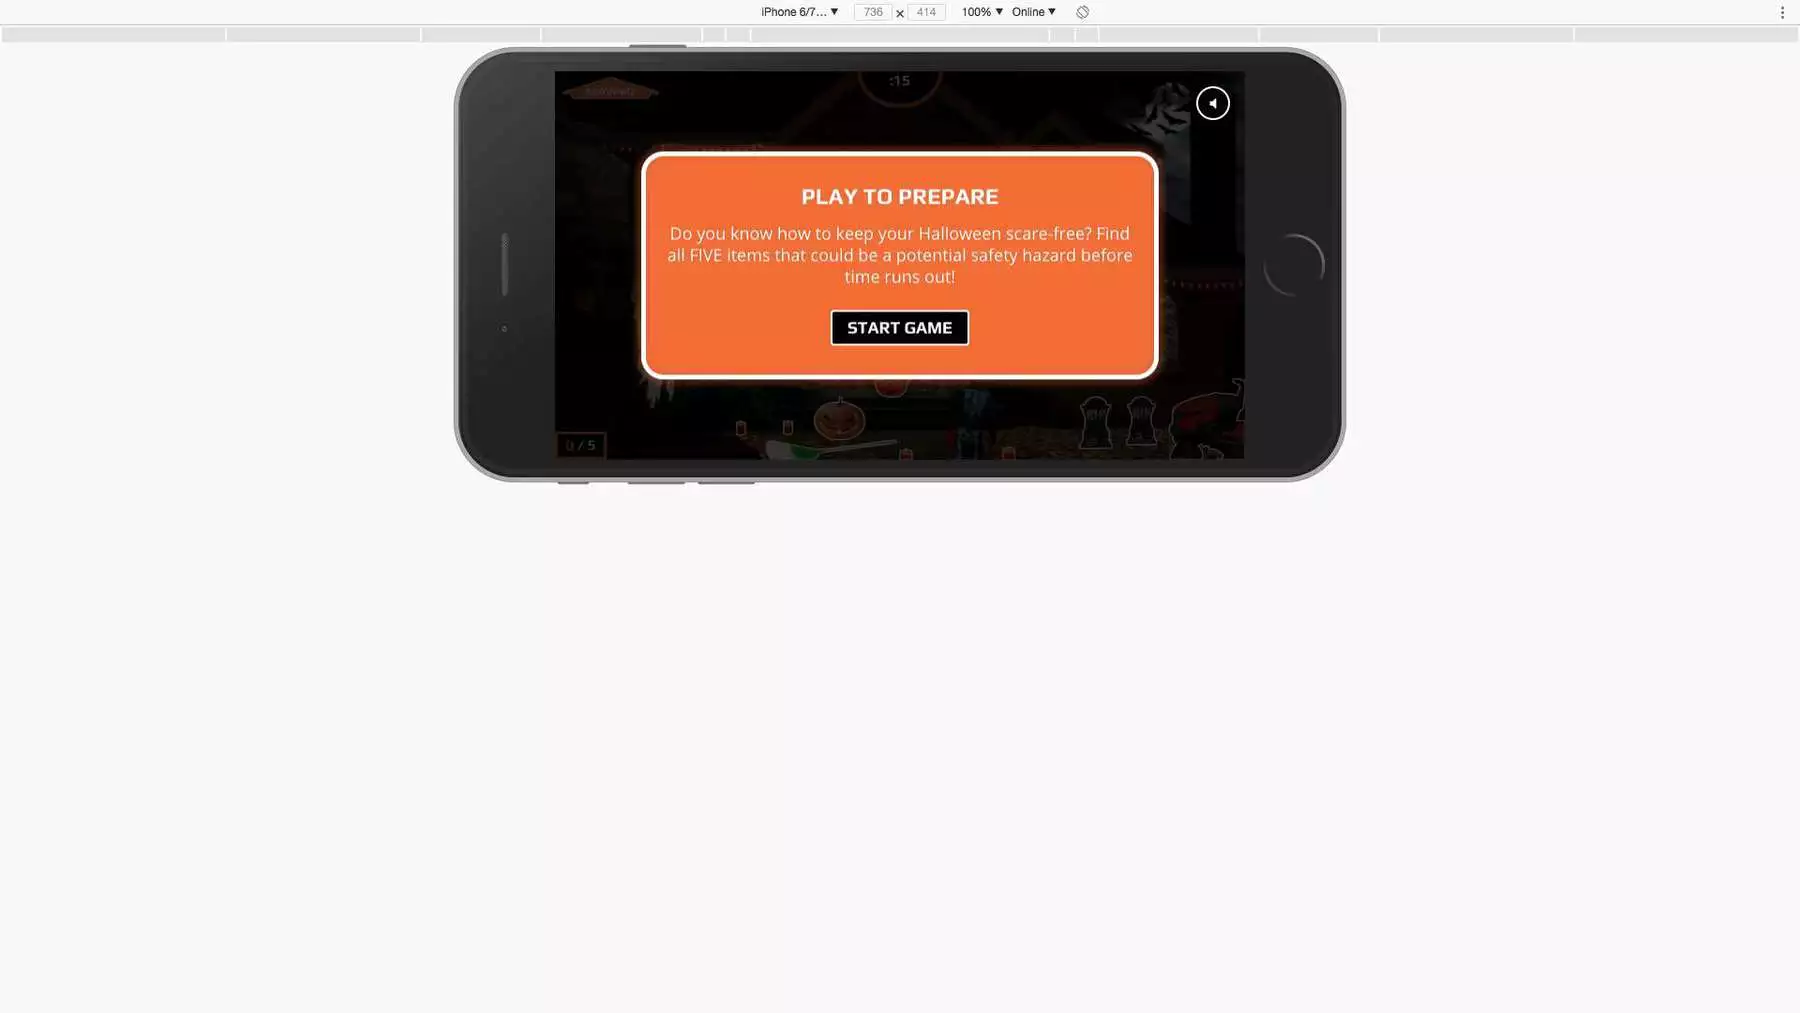 iPhone 6/7... ▼ 736 × 414 100% ▼ Online ▼
:15
PLAY TO PREPARE
Do you know how to keep your Halloween scare-free? Find
all FIVE items that could be a potential safety hazard before
time runs out!
START GAME
RIP RIP
0 / 5